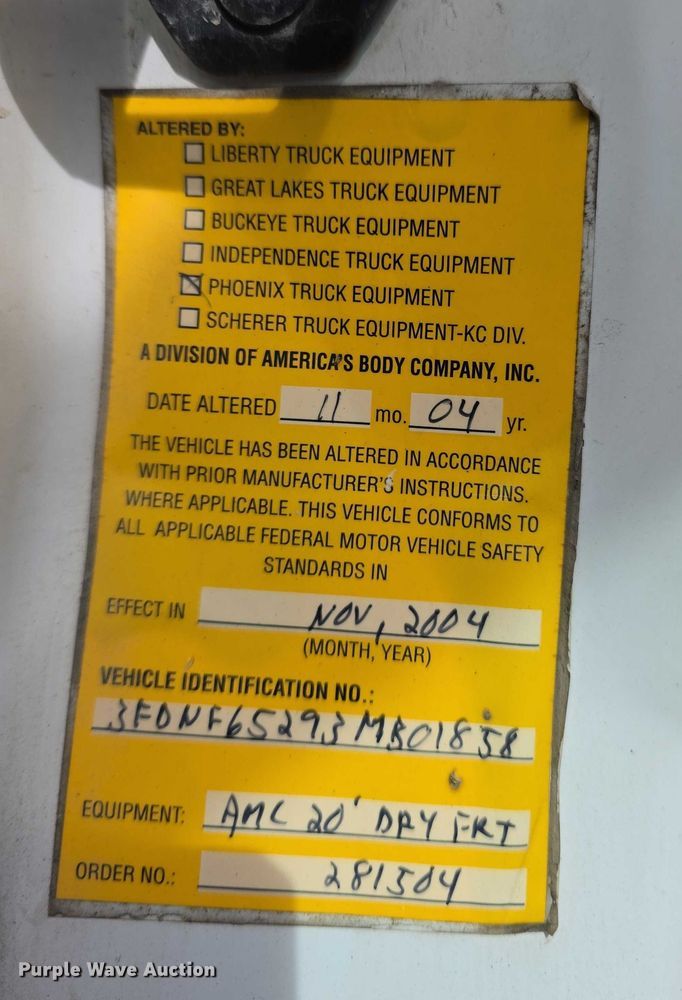 ALTERED BY:
LIBERTY TRUCK EQUIPMENT
GREAT LAKES TRUCK EQUIPMENT
BUCKEYE TRUCK EQUIPMENT
INDEPENDENCE TRUCK EQUIPMENT
PHOENIX TRUCK EQUIPMENT
SCHERER TRUCK EQUIPMENT-KC DIV.
A DIVISION OF AMERICA'S BODY COMPANY, INC.
DATE ALTERED 11 mo. 04 yr.
THE VEHICLE HAS BEEN ALTERED IN ACCORDANCE
WITH PRIOR MANUFACTURER'S INSTRUCTIONS.
WHERE APPLICABLE. THIS VEHICLE CONFORMS TO
ALL APPLICABLE FEDERAL MOTOR VEHICLE SAFETY
STANDARDS IN
EFFECT IN NOV, 2004
(MONTH, YEAR)
VEHICLE IDENTIFICATION NO.:
3FDNF65293MB01858
EQUIPMENT: AMC 20' DRY FRT
ORDER NO.: 281504
Purple Wave Auction